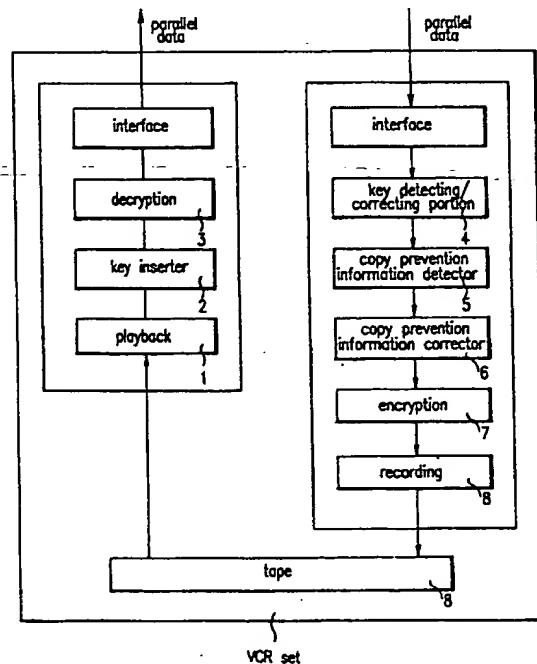 parallel
data
parallel
data
interface
decryption
3
key inserter
2
playback
1
interface
key detecting/
correcting portion
4
copy prevention
information detector
5
copy prevention
information corrector
6
encryption
7
recording
8
tape
8
VCR set